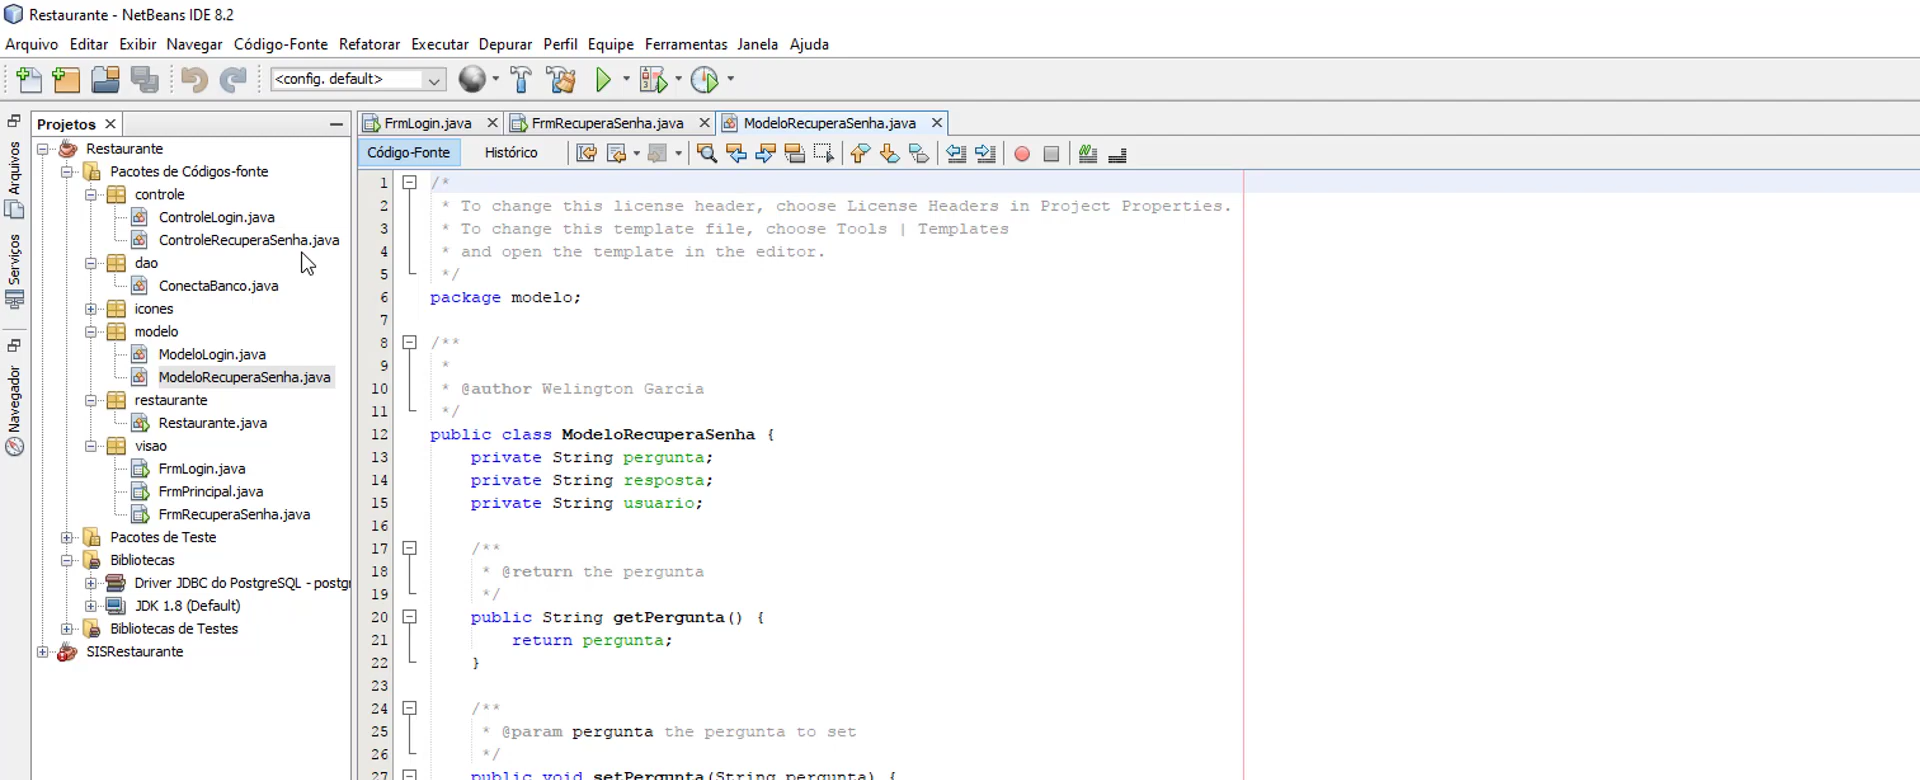 Restaurante - NetBeans IDE 8.2
Arquivo Editar Exibir Navegar Código-Fonte Refatorar Executar Depurar Perfil Equipe Ferramentas Janela Ajuda
<config. default>
Arquivos
Serviços
Navegador
Projetos
Restaurante
Pacotes de Códigos-fonte
controle
ControleLogin.java
ControleRecuperaSenha.java
dao
ConectaBanco.java
icones
modelo
ModeloLogin.java
ModeloRecuperaSenha.java
restaurante
Restaurante.java
visao
FrmLogin.java
FrmPrincipal.java
FrmRecuperaSenha.java
Pacotes de Teste
Bibliotecas
Driver JDBC do PostgreSQL - postgr
JDK 1.8 (Default)
Bibliotecas de Testes
SISRestaurante
FrmLogin.java FrmRecuperaSenha.java ModeloRecuperaSenha.java
Código-Fonte Histórico
1 /*
2 * To change this license header, choose License Headers in Project Properties.
3 * To change this template file, choose Tools | Templates
4 * and open the template in the editor.
5 */
6 package modelo;
7
8 /**
9 *
10 * @author Welington Garcia
11 */
12 public class ModeloRecuperaSenha {
13 private String pergunta;
14 private String resposta;
15 private String usuario;
16
17 /**
18 * @return the pergunta
19 */
20 public String getPergunta() {
21 return pergunta;
22 }
23
24 /**
25 * @param pergunta the pergunta to set
26 */
27 public void setPergunta(String pergunta) {